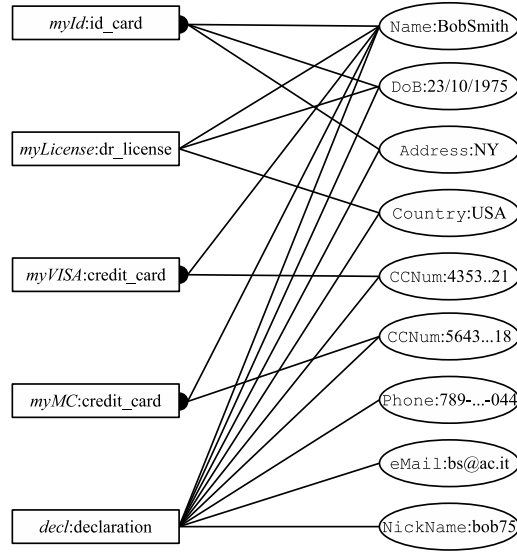 myId:id_card
myLicense:dr_license
myVISA:credit_card
myMC:credit_card
decl:declaration
Name:BobSmith
DoB:23/10/1975
Address:NY
Country:USA
CCNum:4353..21
CCNum:5643...18
Phone:789-...-044
eMail:bs@ac.it
NickName:bob75